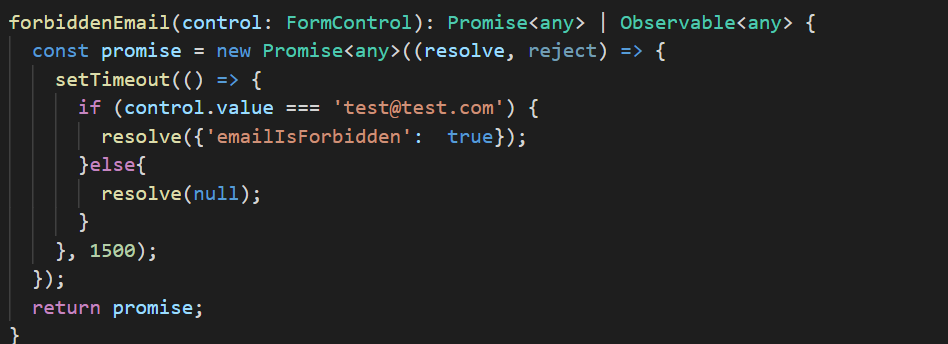 forbiddenEmail(control: FormControl): Promise<any> | Observable<any> {
const promise = new Promise<any>((resolve, reject) => {
setTimeout(() => {
if (control.value === 'test@test.com') {
resolve({'emailIsForbidden':  true});
}else{
resolve(null);
}
}, 1500);
});
return promise;
}